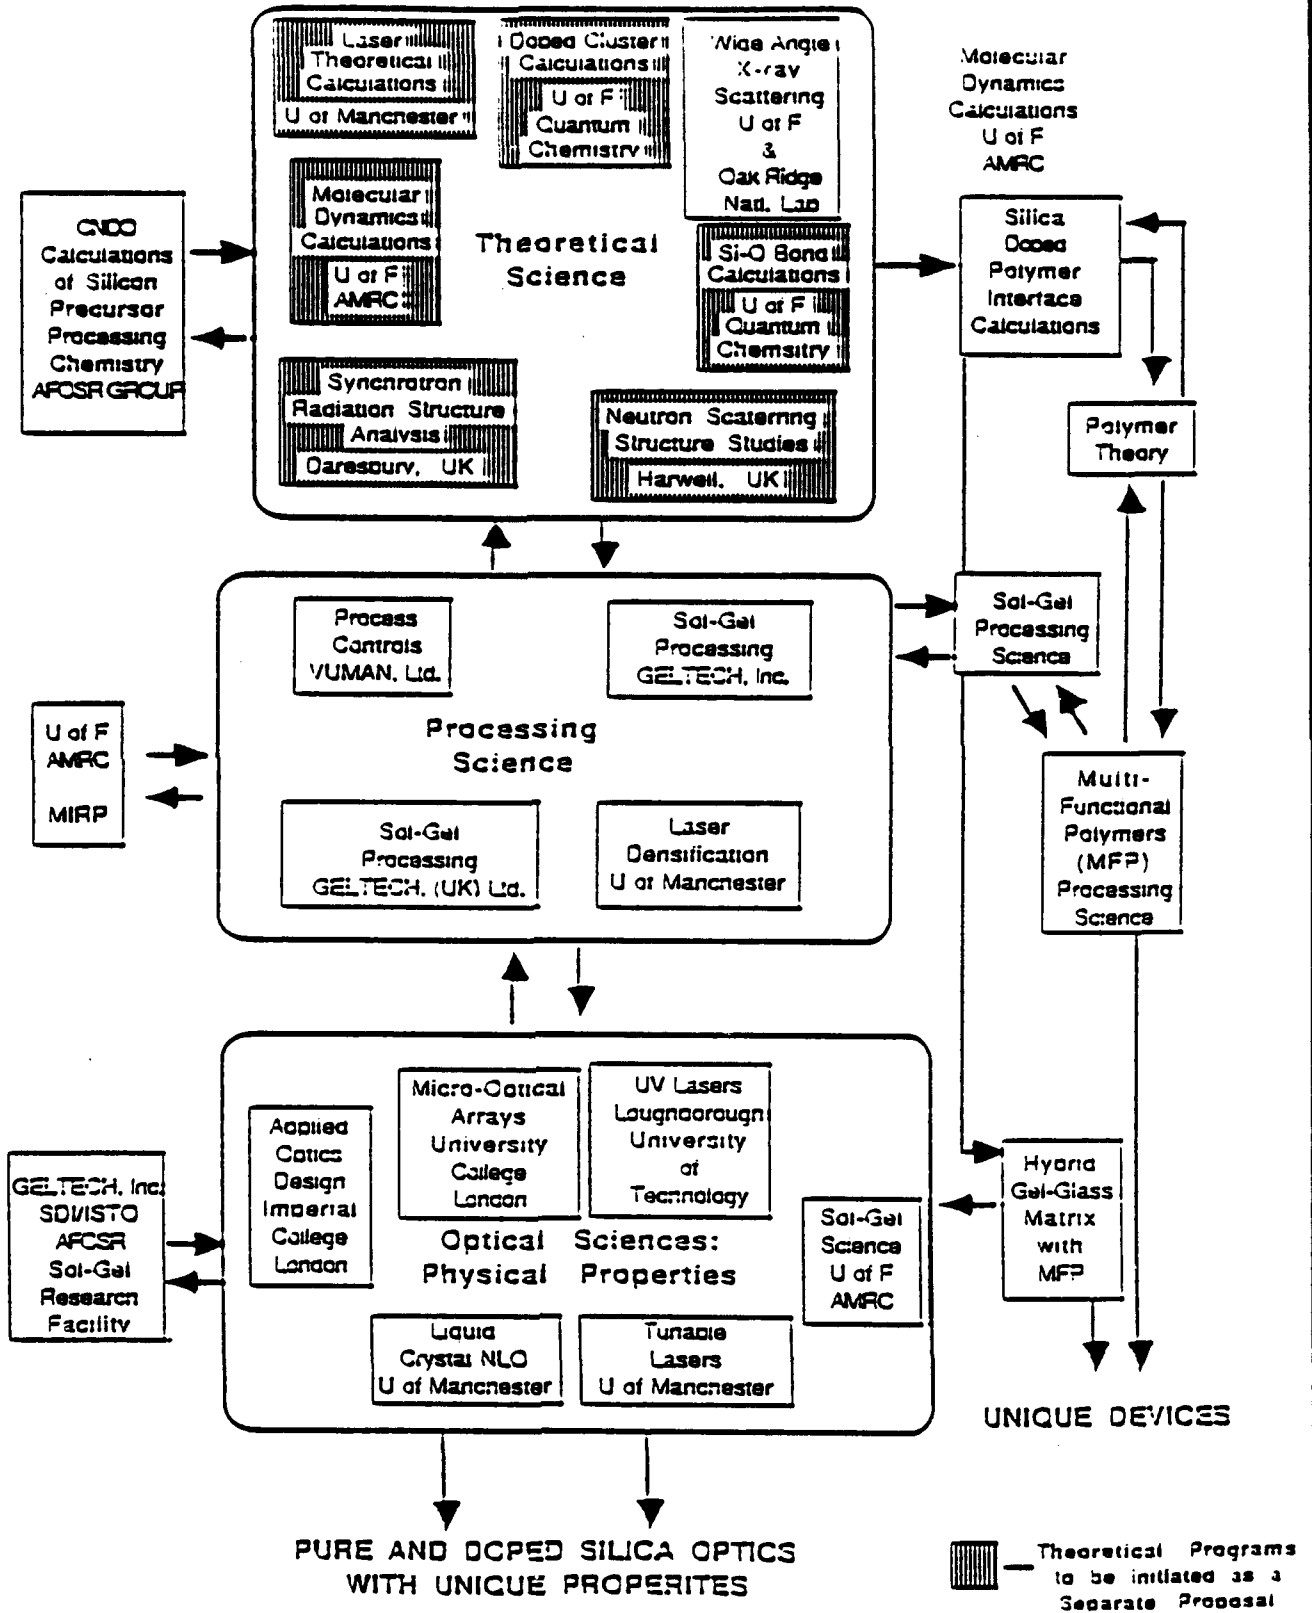 Laser
Theoretical
Calculations
U of Manchester
Doped Cluster
Calculations
U of F
Quantum
Chemistry
Wide Angle
X-ray
Scattering
U of F
&
Oak Ridge
Natl. Lab
Molecular
Dynamics
Calculations
U of F
AMRC
Molecular
Dynamics
Calculations
U of F
AMRC
Theoretical
Science
Si-O Bond
Calculations
U of F
Quantum
Chemsitry
Synchrotron
Radiation Structure
Analysis
Daresbury, UK
Neutron Scaterring
Structure Studies
Harwell, UK
CNDO
Calculations
of Silicon
Precursor
Processing
Chemistry
AFOSR GROUP
Silica
Doped
Polymer
Interface
Calculations
Polymer
Theory
Process
Controls
VUMAN, Ltd.
Sol-Gel
Processing
GELTECH, Inc.
Processing
Science
Sol-Gel
Processing
GELTECH, (UK) Ltd.
Laser
Densification
U of Manchester
U of F
AMRC
MIRP
Sol-Gel
Processing
Science
Multi-
Functional
Polymers
(MFP)
Processing
Science
Applied
Optics
Design
Imperial
College
London
Micro-Optical
Arrays
University
College
London
UV Lasers
Loughborough
University
of
Technology
Optical Sciences:
Physical Properties
Sol-Gel
Science
U of F
AMRC
Liquid
Crystal NLO
U of Manchester
Tunable
Lasers
U of Manchester
GELTECH, Inc.
SDI/ISTO
AFOSR
Sol-Gel
Research
Facility
Hybrid
Gel-Glass
Matrix
with
MFP
UNIQUE DEVICES
PURE AND DOPED SILICA OPTICS
WITH UNIQUE PROPERITES
Theoretical Programs
to be initiated as a
Separate Proposal